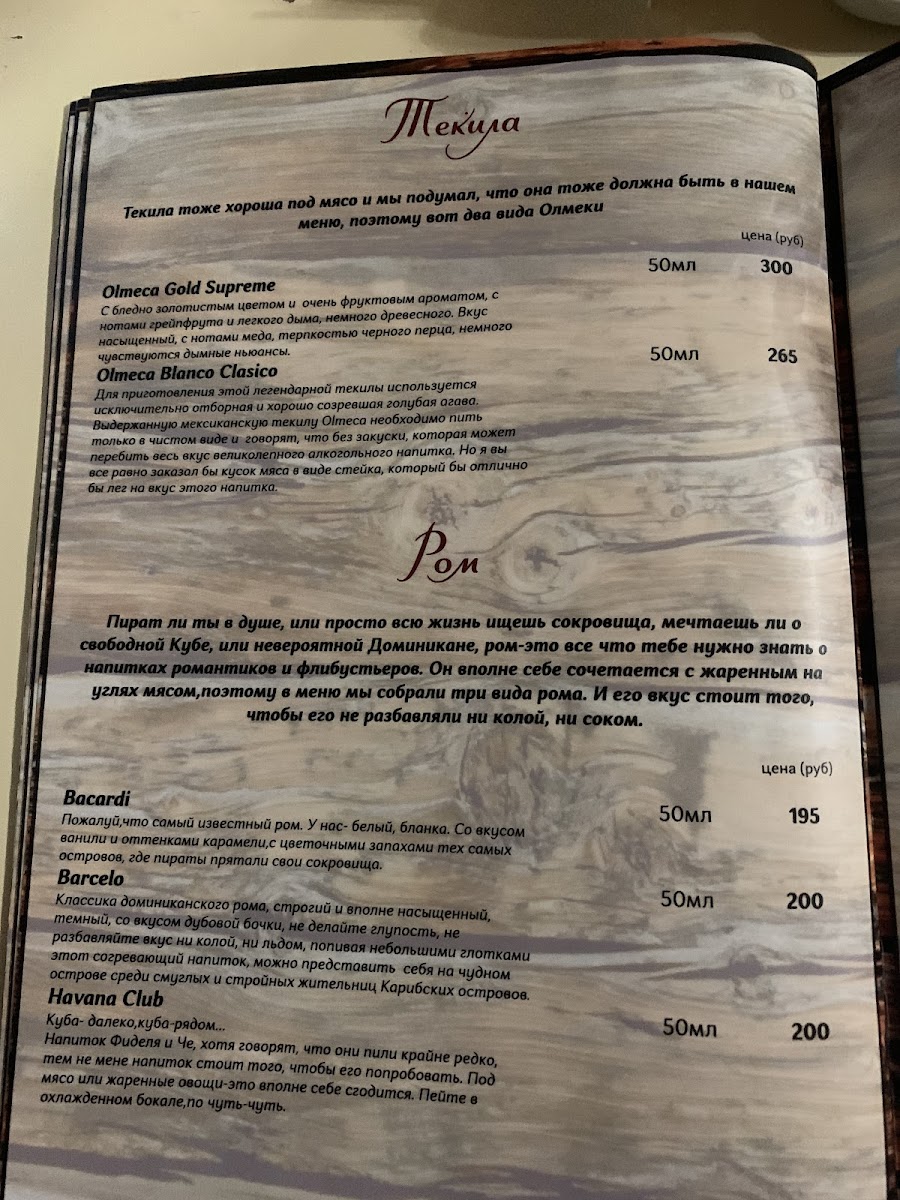 Текила
Текила тоже хороша под мясо и мы подумал, что она тоже должна быть в нашем
меню, поэтому вот два вида Олмеки
цена (руб)
Olmeca Gold Supreme 50мл 300
С бледно золотистым цветом и очень фруктовым ароматом, с
нотами грейпфрута и легкого дыма, немного древесного. Вкус
насыщенный, с нотами меда, терпкостью черного перца, немного
чувствуются дымные ньюансы.
Olmeca Blanco Clasico 50мл 265
Для приготовления этой легендарной текилы используется
исключительно отборная и хорошо созревшая голубая агава.
Выдержанную мексиканскую текилу Olmeca необходимо пить
только в чистом виде и говорят, что без закуски, которая может
перебить весь вкус великолепного алкогольного напитка. Но я вы
все равно заказал бы кусок мяса в виде стейка, который бы отлично
бы лег на вкус этого напитка.
Ром
Пират ли ты в душе, или просто всю жизнь ищешь сокровища, мечтаешь ли о
свободной Кубе, или невероятной Доминикане, ром-это все что тебе нужно знать о
напитках романтиков и флибустьеров. Он вполне себе сочетается с жаренным на
углях мясом,поэтому в меню мы собрали три вида рома. И его вкус стоит того,
чтобы его не разбавляли ни колой, ни соком.
цена (руб)
Bacardi 50мл 195
Пожалуй,что самый известный ром. У нас- белый, бланка. Со вкусом
ванили и оттенками карамели,с цветочными запахами тех самых
островов, где пираты прятали свои сокровища.
Barcelo 50мл 200
Классика доминиканского рома, строгий и вполне насыщенный,
темный, со вкусом дубовой бочки, не делайте глупость, не
разбавляйте вкус ни колой, ни льдом, попивая небольшими глотками
этот согревающий напиток, можно представить себя на чудном
острове среди смуглых и стройных жительниц Карибских островов.
Havana Club 50мл 200
Куба- далеко,куба-рядом...
Напиток Фиделя и Че, хотя говорят, что они пили крайне редко,
тем не мене напиток стоит того, чтобы его попробовать. Под
мясо или жаренные овощи-это вполне себе сгодится. Пейте в
охлажденном бокале,по чуть-чуть.